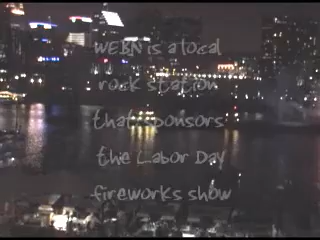 WEBN is a local
rock station
that sponsors
the Labor Day
fireworks show